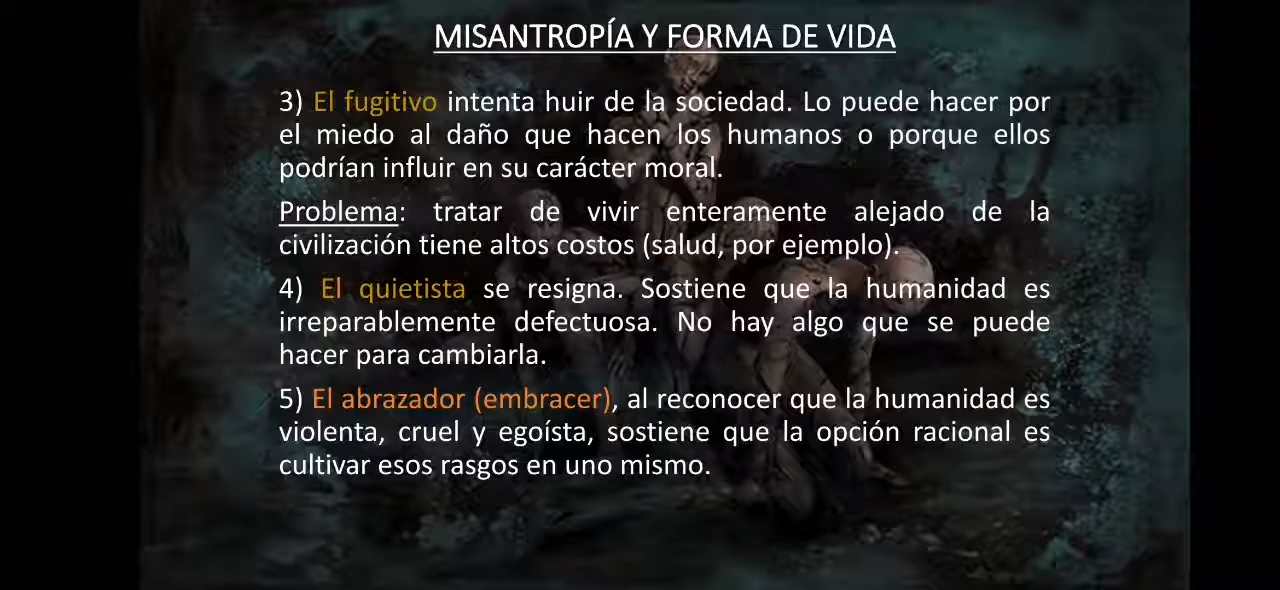 MISANTROPÍA Y FORMA DE VIDA
3) El fugitivo intenta huir de la sociedad. Lo puede hacer por
el miedo al daño que hacen los humanos o porque ellos
podrían influir en su carácter moral.
Problema: tratar de vivir enteramente alejado de la
civilización tiene altos costos (salud, por ejemplo).
4) El quietista se resigna. Sostiene que la humanidad es
irreparablemente defectuosa. No hay algo que se puede
hacer para cambiarla.
5) El abrazador (embracer), al reconocer que la humanidad es
violenta, cruel y egoísta, sostiene que la opción racional es
cultivar esos rasgos en uno mismo.